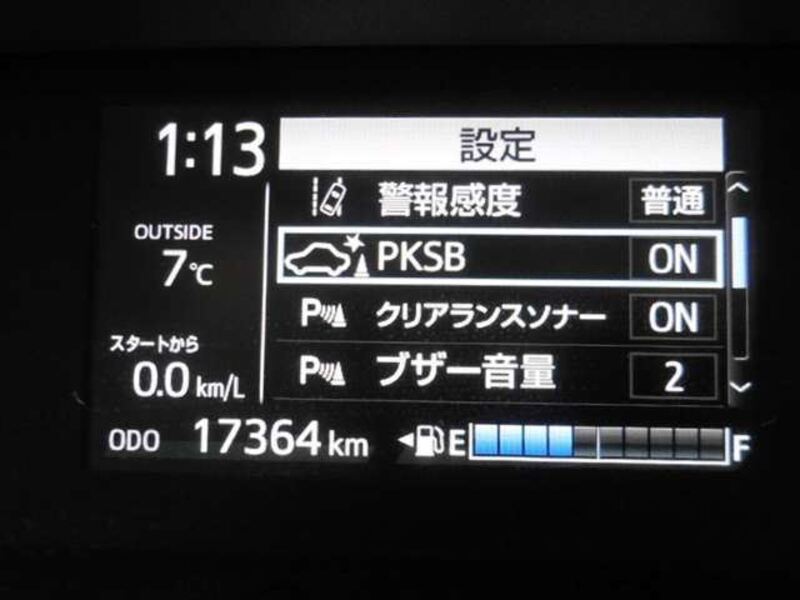 1:13
設定
警報感度 普通
OUTSIDE
7℃
PKSB ON
P クリアランスソナー ON
スタートから
0.0 km/L
P ブザー音量 2
ODO 17364 km
E F